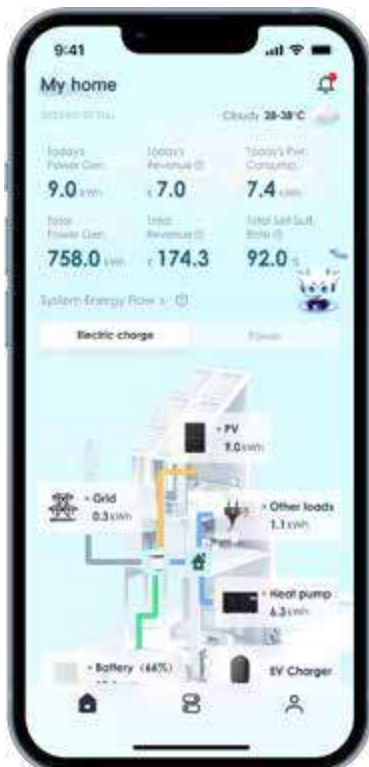 9:41
My home
Cloudy 28-38°C
Today's Power Gen.
Today's Revenue
Today's Pwr. Consump.
9.0 kWh
€ 7.0
7.4 kWh
Total Power Gen.
Total Revenue
Total Self-Suff. Rate
758.0 kWh
€ 174.3
92.0 %
System Energy Flow >
Electric charge
Power
PV
9.0 kWh
Grid
0.3 kWh
Other loads
1.1 kWh
Heat pump
6.3 kWh
Battery (66%)
EV Charger